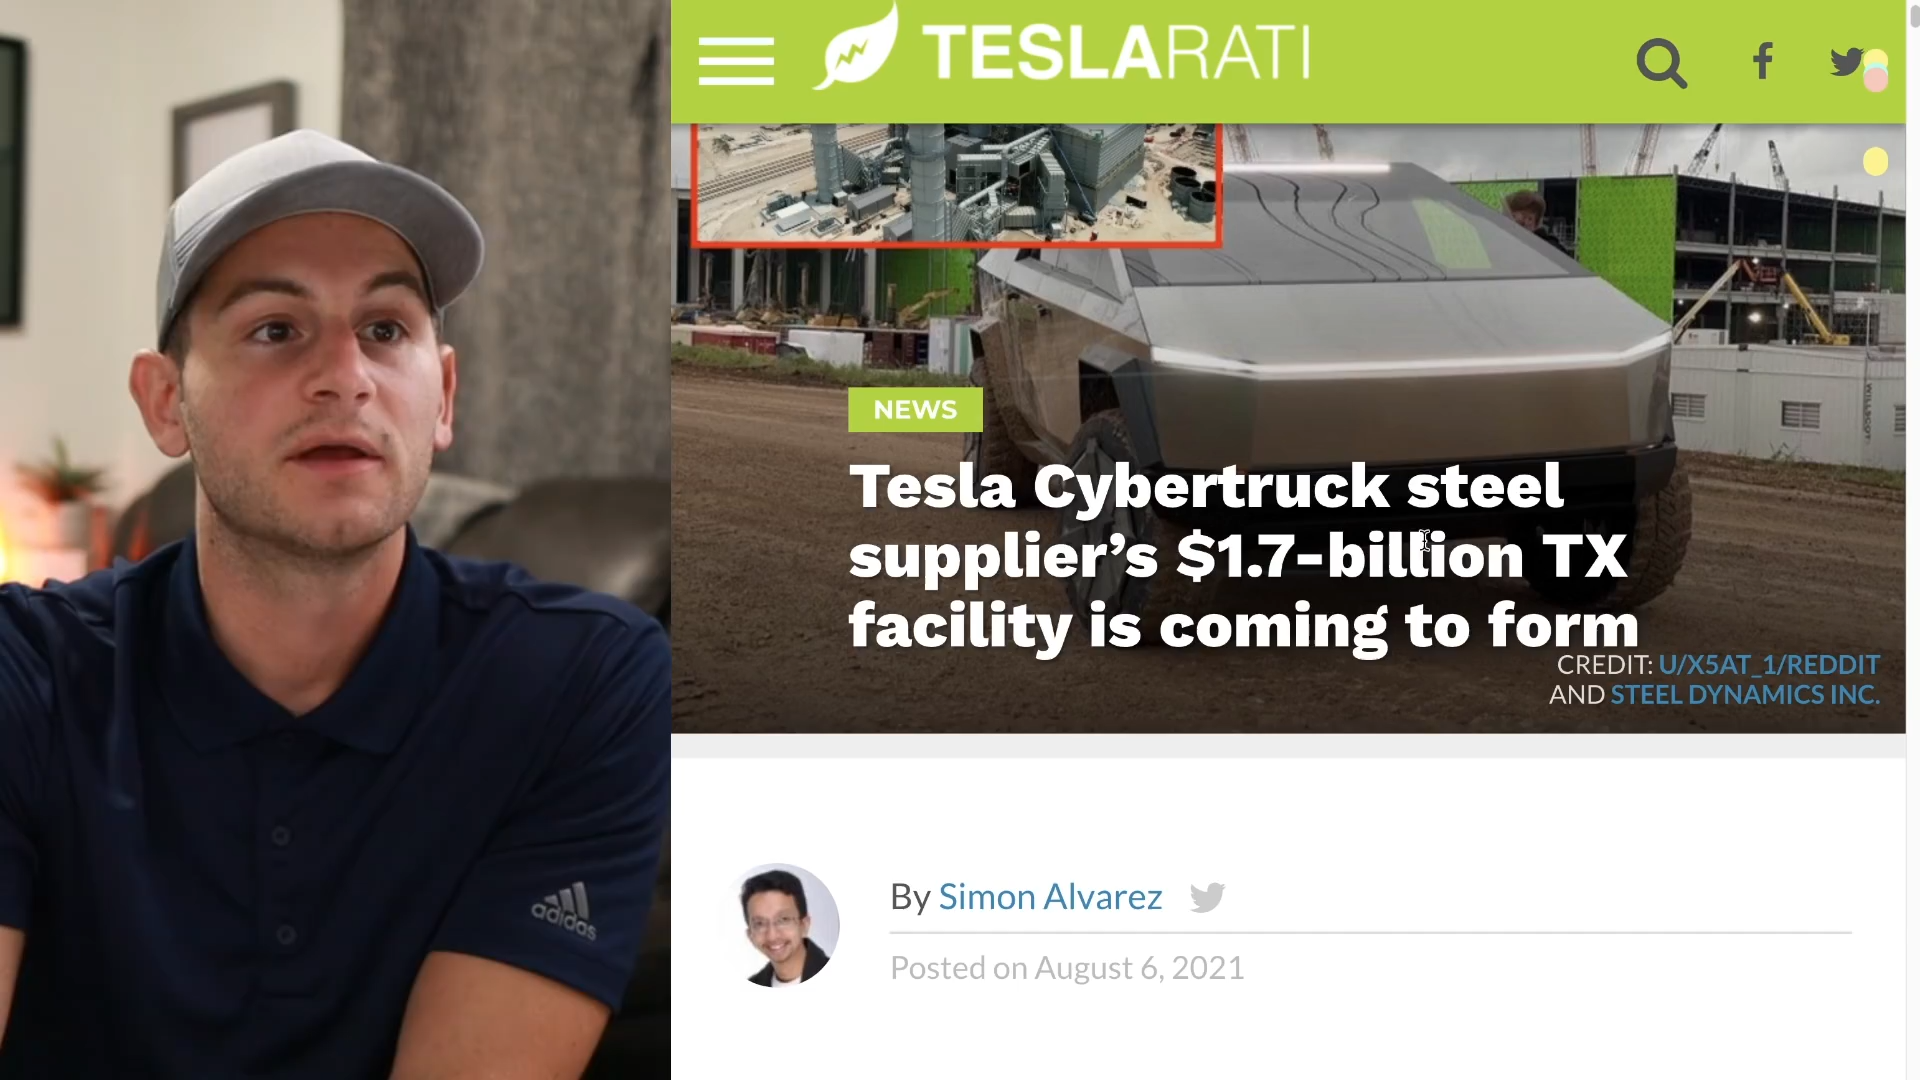 TESLARATI
NEWS
Tesla Cybertruck steel
supplier’s $1.7-billion TX
facility is coming to form
CREDIT: U/X5AT_1/REDDIT
AND STEEL DYNAMICS INC.
By Simon Alvarez
Posted on August 6, 2021
adidas